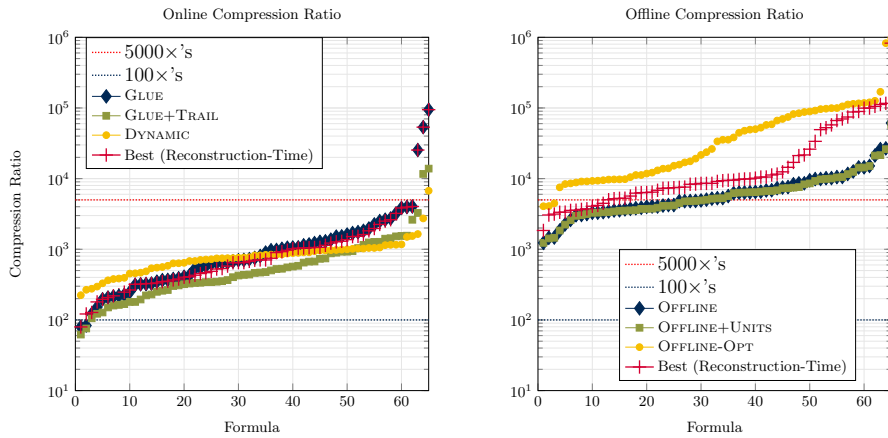 Online Compression Ratio
10^6
10^5
10^4
10^3
10^2
10^1
Compression Ratio
5000×'s
100×'s
GLUE
GLUE+TRAIL
DYNAMIC
Best (Reconstruction-Time)
0 10 20 30 40 50 60
Formula
Offline Compression Ratio
10^6
10^5
10^4
10^3
10^2
10^1
5000×'s
100×'s
OFFLINE
OFFLINE+UNITS
OFFLINE-OPT
Best (Reconstruction-Time)
0 10 20 30 40 50 60
Formula